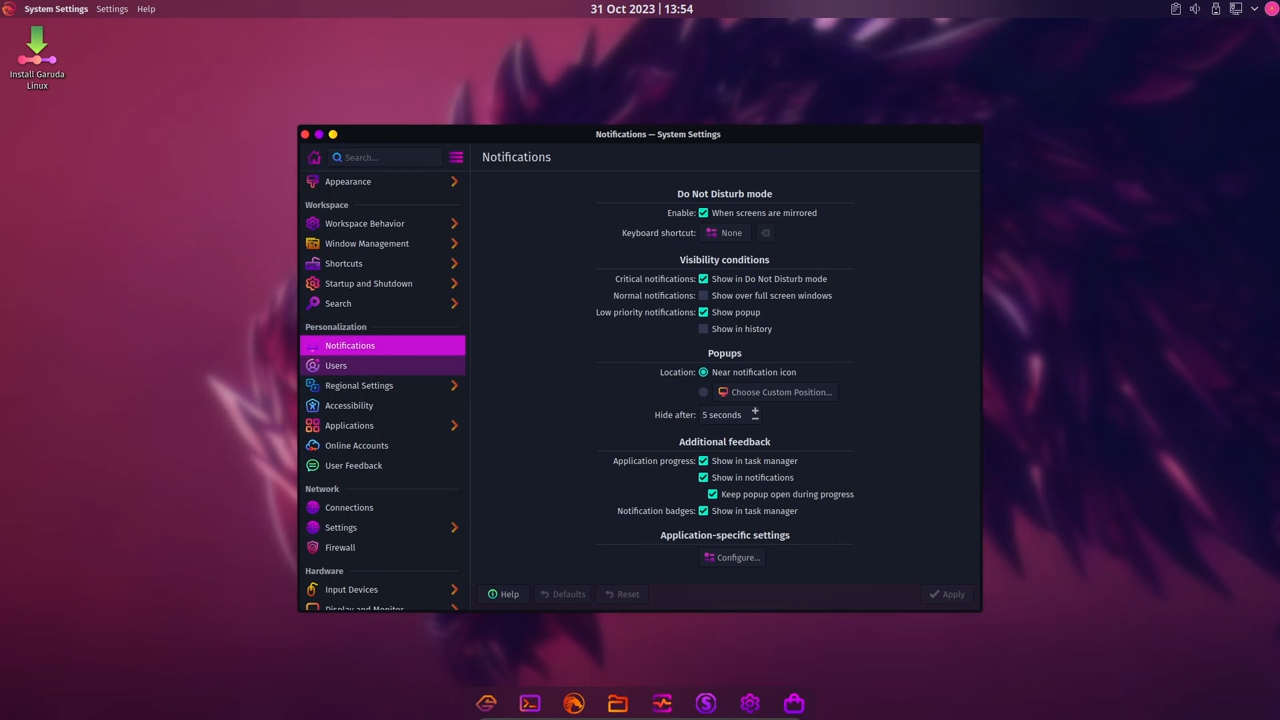 System Settings Settings Help
31 Oct 2023 | 13:54
Install Garuda
Linux
Notifications — System Settings
Search...
Appearance
Workspace
Workspace Behavior
Window Management
Shortcuts
Startup and Shutdown
Search
Personalization
Notifications
Users
Regional Settings
Accessibility
Applications
Online Accounts
User Feedback
Network
Connections
Settings
Firewall
Hardware
Input Devices
Display and Monitor
Notifications
Do Not Disturb mode
Enable: When screens are mirrored
Keyboard shortcut: None
Visibility conditions
Critical notifications: Show in Do Not Disturb mode
Normal notifications: Show over full screen windows
Low priority notifications: Show popup
Show in history
Popups
Location: Near notification icon
Choose Custom Position...
Hide after: 5 seconds
Additional feedback
Application progress: Show in task manager
Show in notifications
Keep popup open during progress
Notification badges: Show in task manager
Application-specific settings
Configure...
Help Defaults Reset Apply